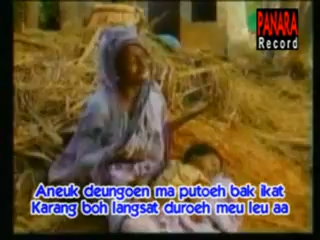 PANARA
Record
Aneuk deungoen ma putoeh bak ikat
Karang boh langsat duroeh meu leu aa